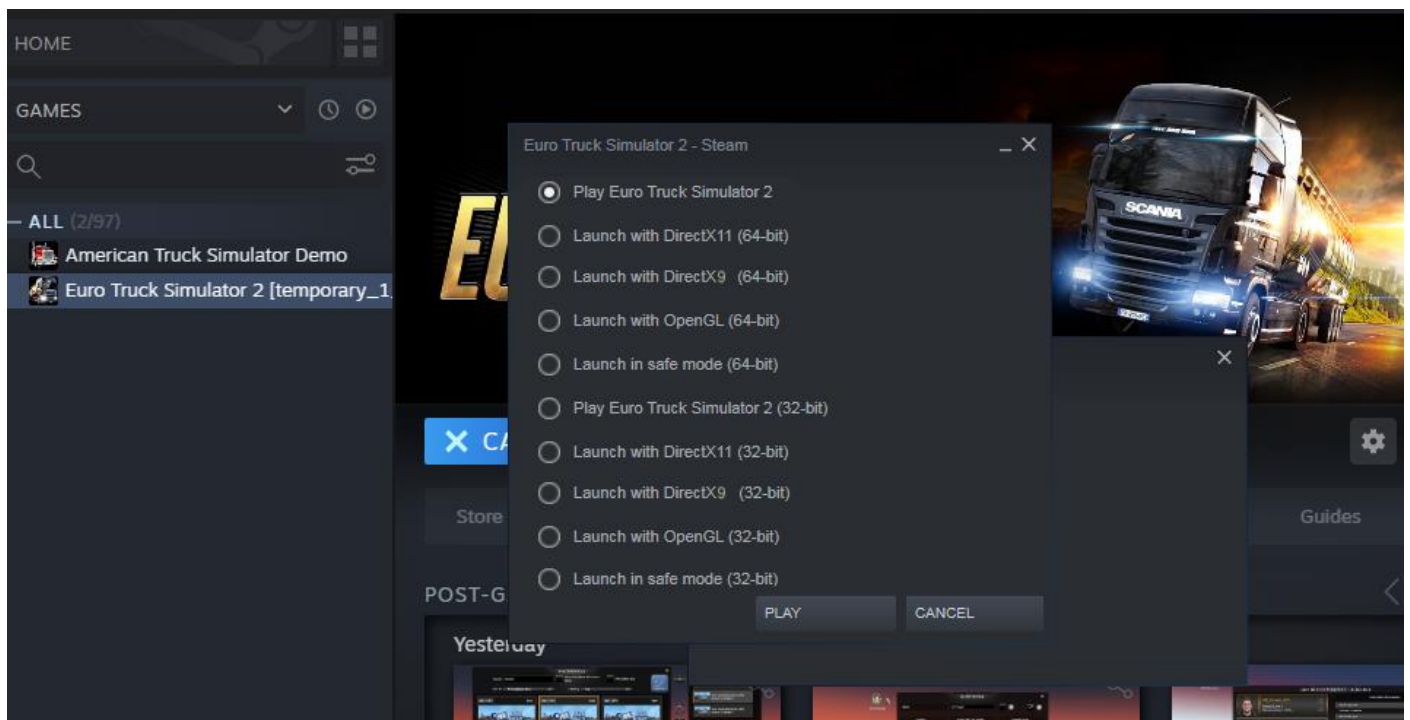 HOME
GAMES
ALL (2/97)
American Truck Simulator Demo
Euro Truck Simulator 2 [temporary_1_
SCANIA
Euro Truck Simulator 2 - Steam
Play Euro Truck Simulator 2
Launch with DirectX11 (64-bit)
Launch with DirectX9 (64-bit)
Launch with OpenGL (64-bit)
Launch in safe mode (64-bit)
Play Euro Truck Simulator 2 (32-bit)
Launch with DirectX11 (32-bit)
Launch with DirectX9 (32-bit)
Launch with OpenGL (32-bit)
Launch in safe mode (32-bit)
PLAY CANCEL
Store
Guides
POST-G
Yesterday